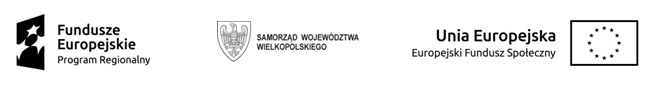 Fundusze
Europejskie
Program Regionalny
SAMORZĄD WOJEWÓDZTWA
WIELKOPOLSKIEGO
Unia Europejska
Europejski Fundusz Społeczny